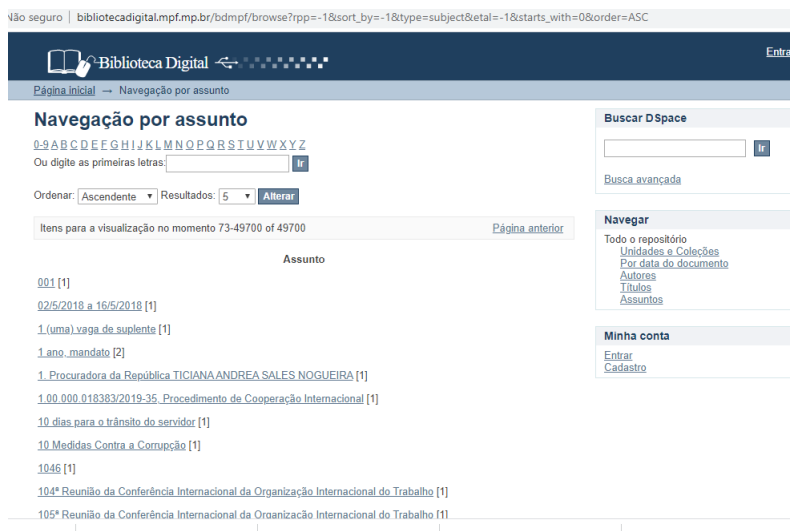 Não seguro | bibliotecadigital.mpf.mp.br/bdmpf/browse?rpp=-1&sort_by=-1&type=subject&etal=-1&starts_with=0&order=ASC
Biblioteca Digital
Entra
Página inicial → Navegação por assunto
Navegação por assunto
0-9 A B C D E F G H I J K L M N O P Q R S T U V W X Y Z
Ou digite as primeiras letras: Ir
Ordenar: Ascendente Resultados: 5 Alterar
Itens para a visualização no momento 73-49700 of 49700 Página anterior
Assunto
001 [1]
02/5/2018 a 16/5/2018 [1]
1 (uma) vaga de suplente [1]
1 ano, mandato [2]
1. Procuradora da República TICIANA ANDREA SALES NOGUEIRA [1]
1.00.000.018383/2019-35, Procedimento de Cooperação Internacional [1]
10 dias para o trânsito do servidor [1]
10 Medidas Contra a Corrupção [1]
1046 [1]
104ª Reunião da Conferência Internacional da Organização Internacional do Trabalho [1]
105ª Reunião da Conferência Internacional da Organização Internacional do Trabalho [1]
Buscar DSpace
Ir
Busca avançada
Navegar
Todo o repositório
Unidades e Coleções
Por data do documento
Autores
Títulos
Assuntos
Minha conta
Entrar
Cadastro